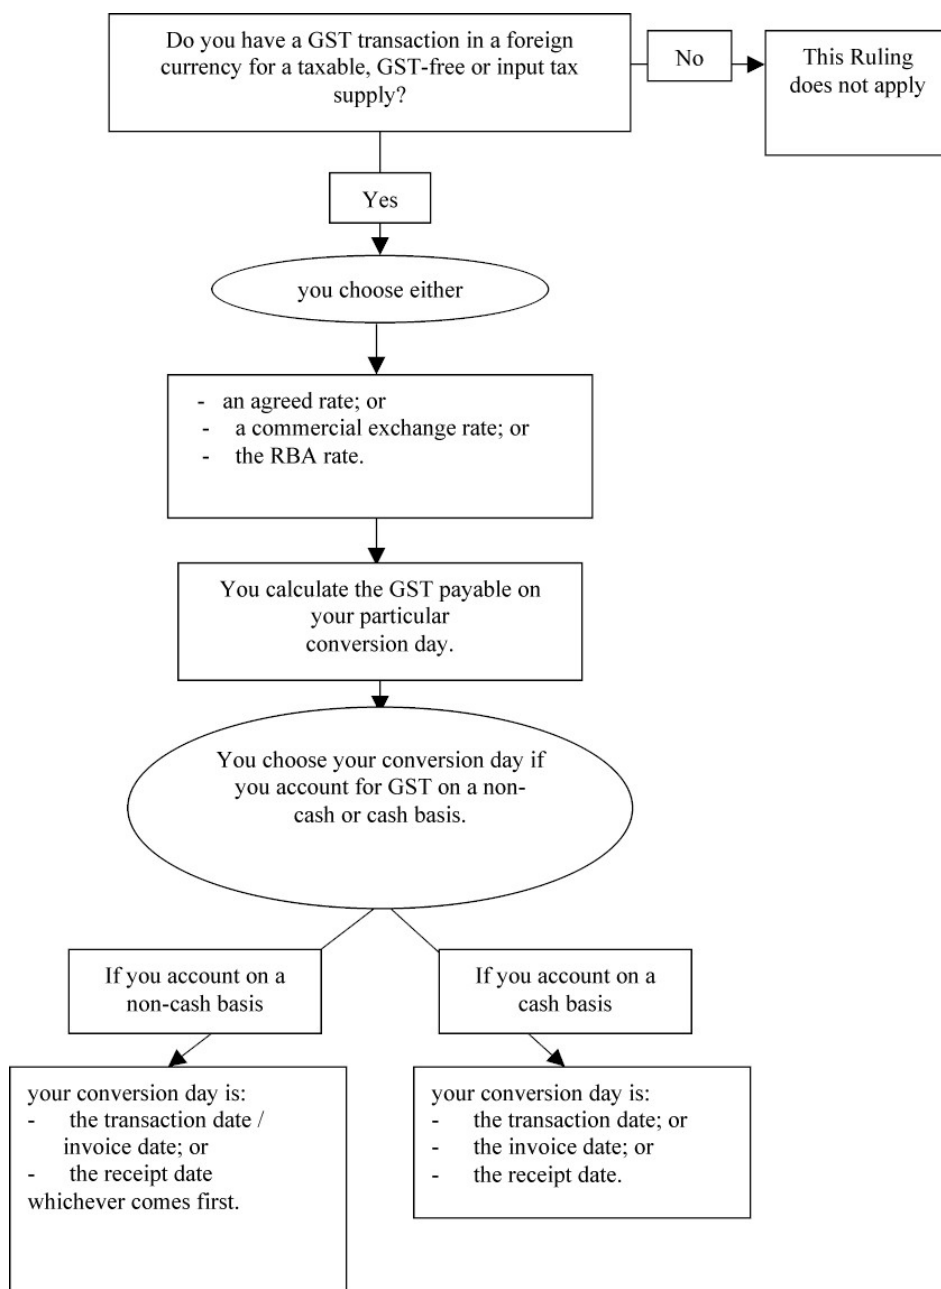 Do you have a GST transaction in a foreign
currency for a taxable, GST-free or input tax
supply?
No
This Ruling
does not apply
Yes
you choose either
- an agreed rate; or
- a commercial exchange rate; or
- the RBA rate.
You calculate the GST payable on
your particular
conversion day.
You choose your conversion day if
you account for GST on a non-
cash or cash basis.
If you account on a
non-cash basis
If you account on a
cash basis
your conversion day is:
- the transaction date /
invoice date; or
- the receipt date
whichever comes first.
your conversion day is:
- the transaction date; or
- the invoice date; or
- the receipt date.